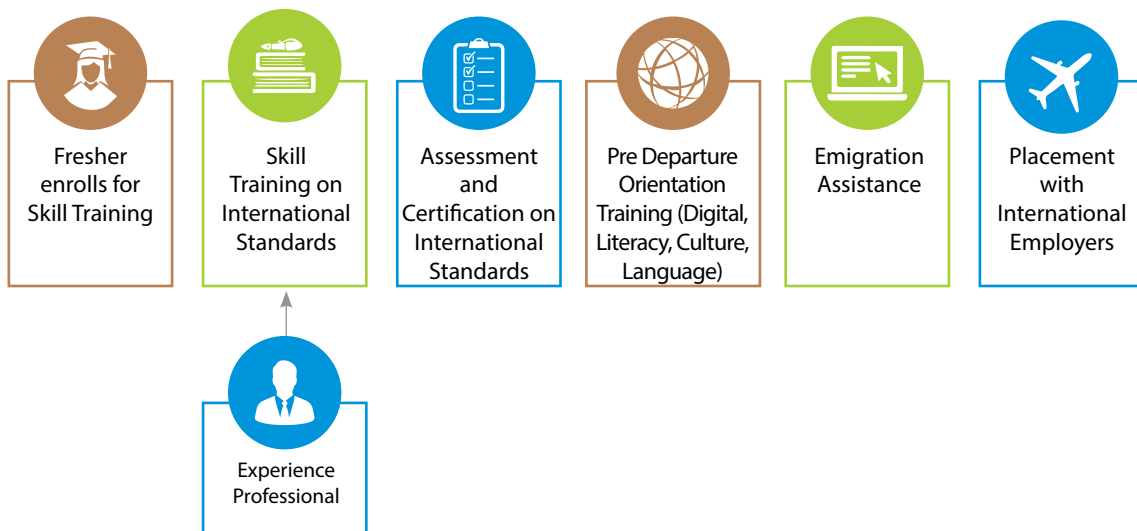 Fresher
enrolls for
Skill Training
Skill
Training on
International
Standards
Assessment
and
Certification on
International
Standards
Pre Departure
Orientation
Training (Digital,
Literacy, Culture,
Language)
Emigration
Assistance
Placement
with
International
Employers
Experience
Professional